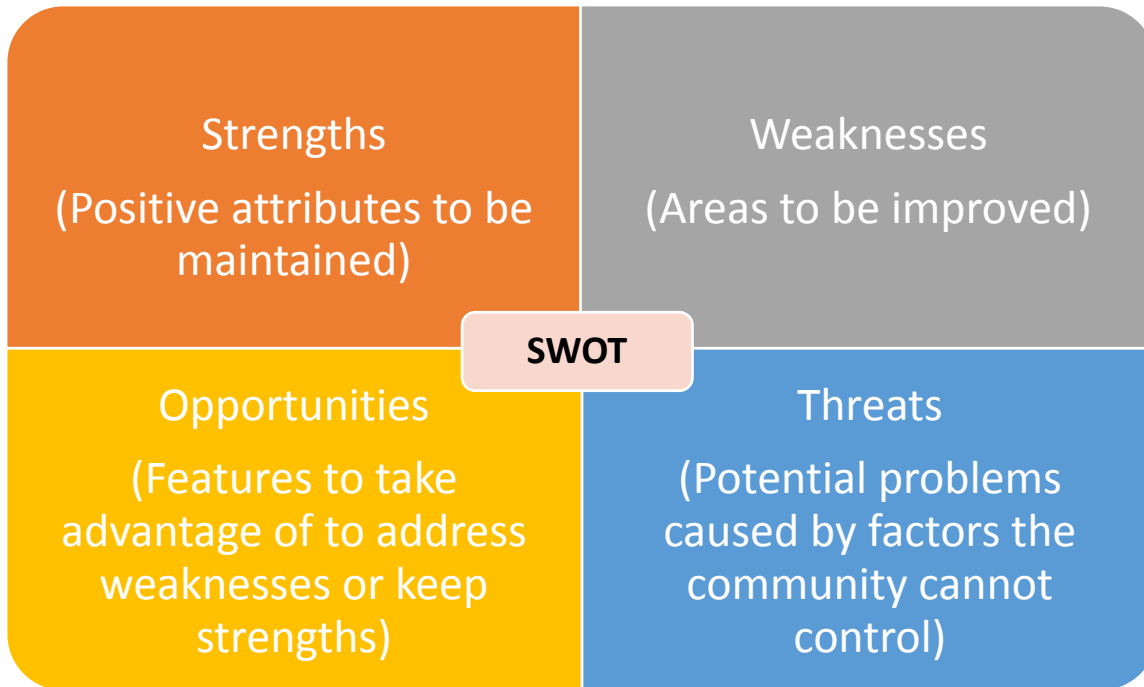 Strengths
(Positive attributes to be
maintained)
Weaknesses
(Areas to be improved)
SWOT
Opportunities
(Features to take
advantage of to address
weaknesses or keep
strengths)
Threats
(Potential problems
caused by factors the
community cannot
control)